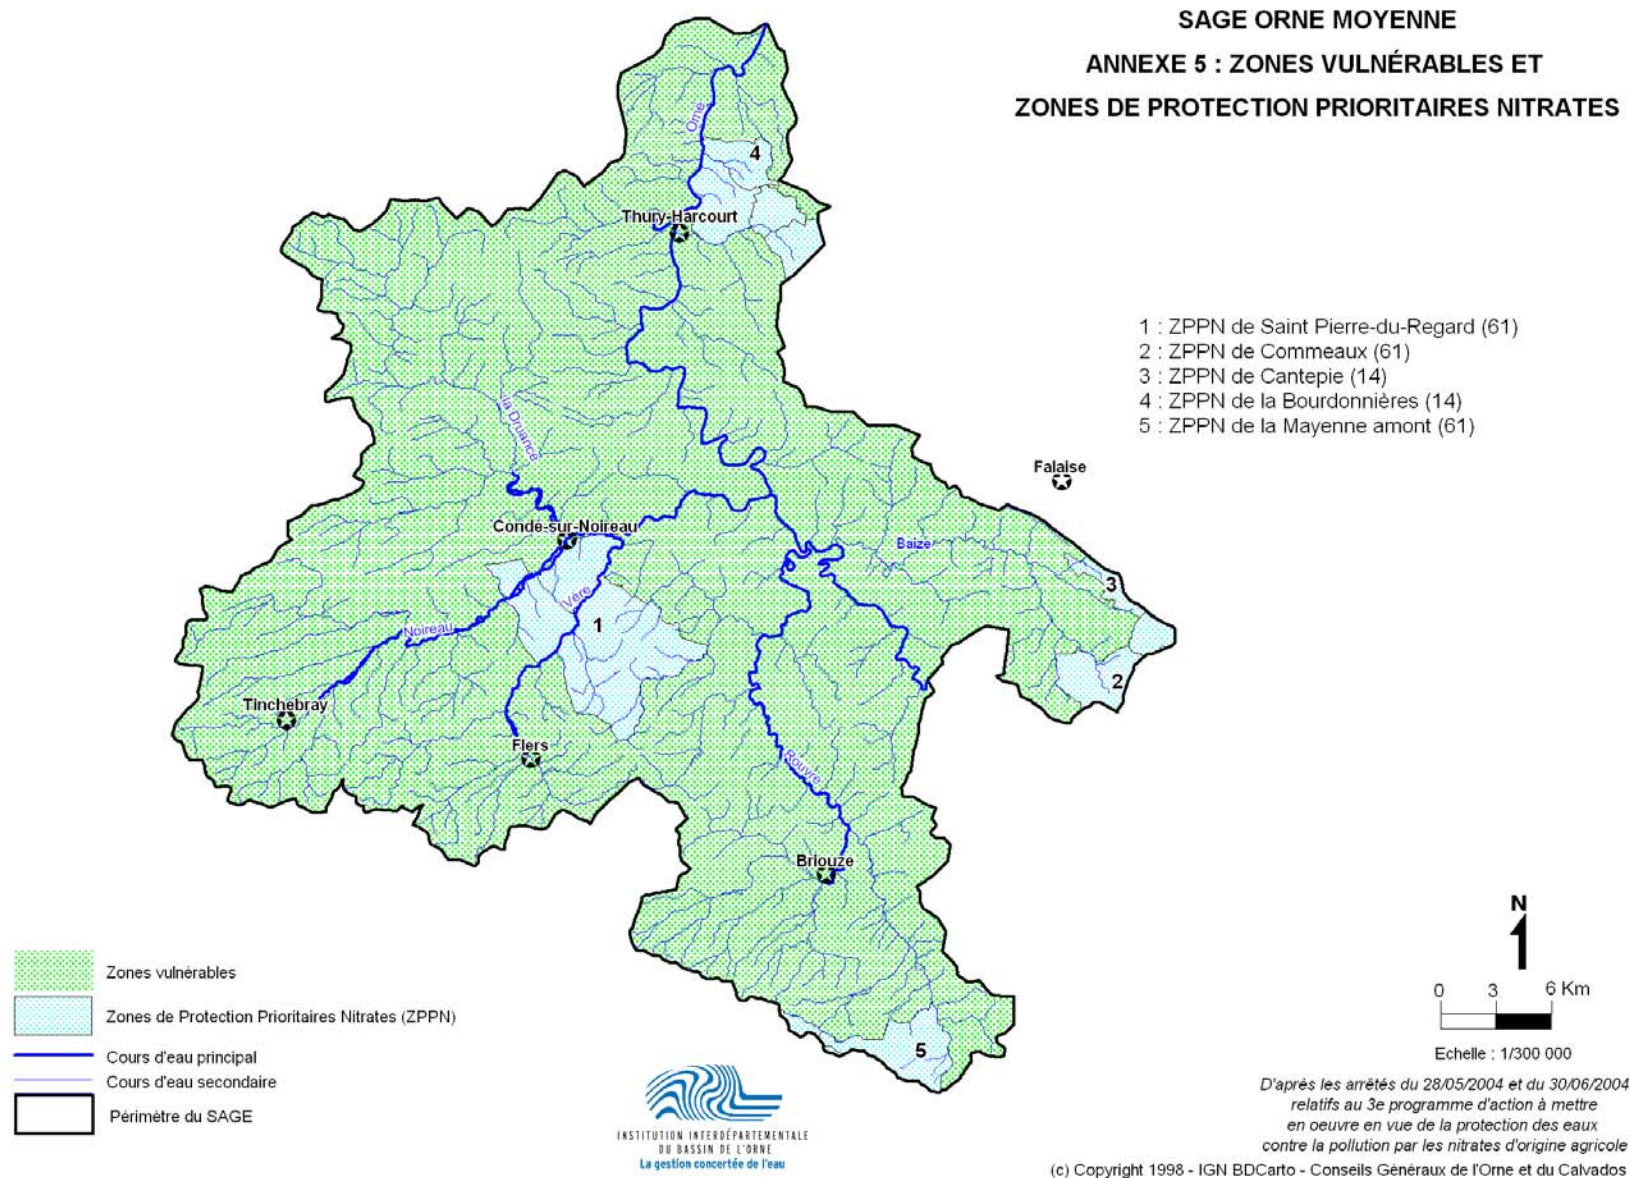 SAGE ORNE MOYENNE
ANNEXE 5 : ZONES VULNÉRABLES ET
ZONES DE PROTECTION PRIORITAIRES NITRATES
Orne
4
Thury-Harcourt
1 : ZPPN de Saint Pierre-du-Regard (61)
2 : ZPPN de Commeaux (61)
3 : ZPPN de Cantepie (14)
4 : ZPPN de la Bourdonnières (14)
5 : ZPPN de la Mayenne amont (61)
la Druance
Falaise
Condé-sur-Noireau
Baize
3
Vère
1
Noireau
2
Tinchebray
Flers
Rouvre
Briouze
5
Zones vulnérables
Zones de Protection Prioritaires Nitrates (ZPPN)
Cours d'eau principal
Cours d'eau secondaire
Périmètre du SAGE
INSTITUTION INTERDÉPARTEMENTALE
DU BASSIN DE L'ORNE
La gestion concertée de l'eau
N
0 3 6 Km
Echelle : 1/300 000
D'après les arrêtés du 28/05/2004 et du 30/06/2004
relatifs au 3e programme d'action à mettre
en oeuvre en vue de la protection des eaux
contre la pollution par les nitrates d'origine agricole
(c) Copyright 1998 - IGN BDCarto - Conseils Généraux de l'Orne et du Calvados